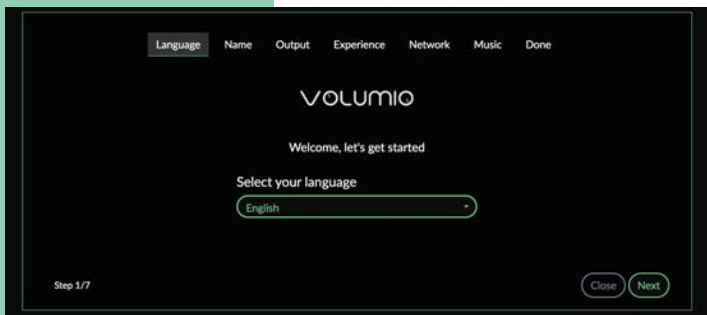 Language Name Output Experience Network Music Done
VOLUMIO
Welcome, let's get started
Select your language
English
Step 1/7
Close Next